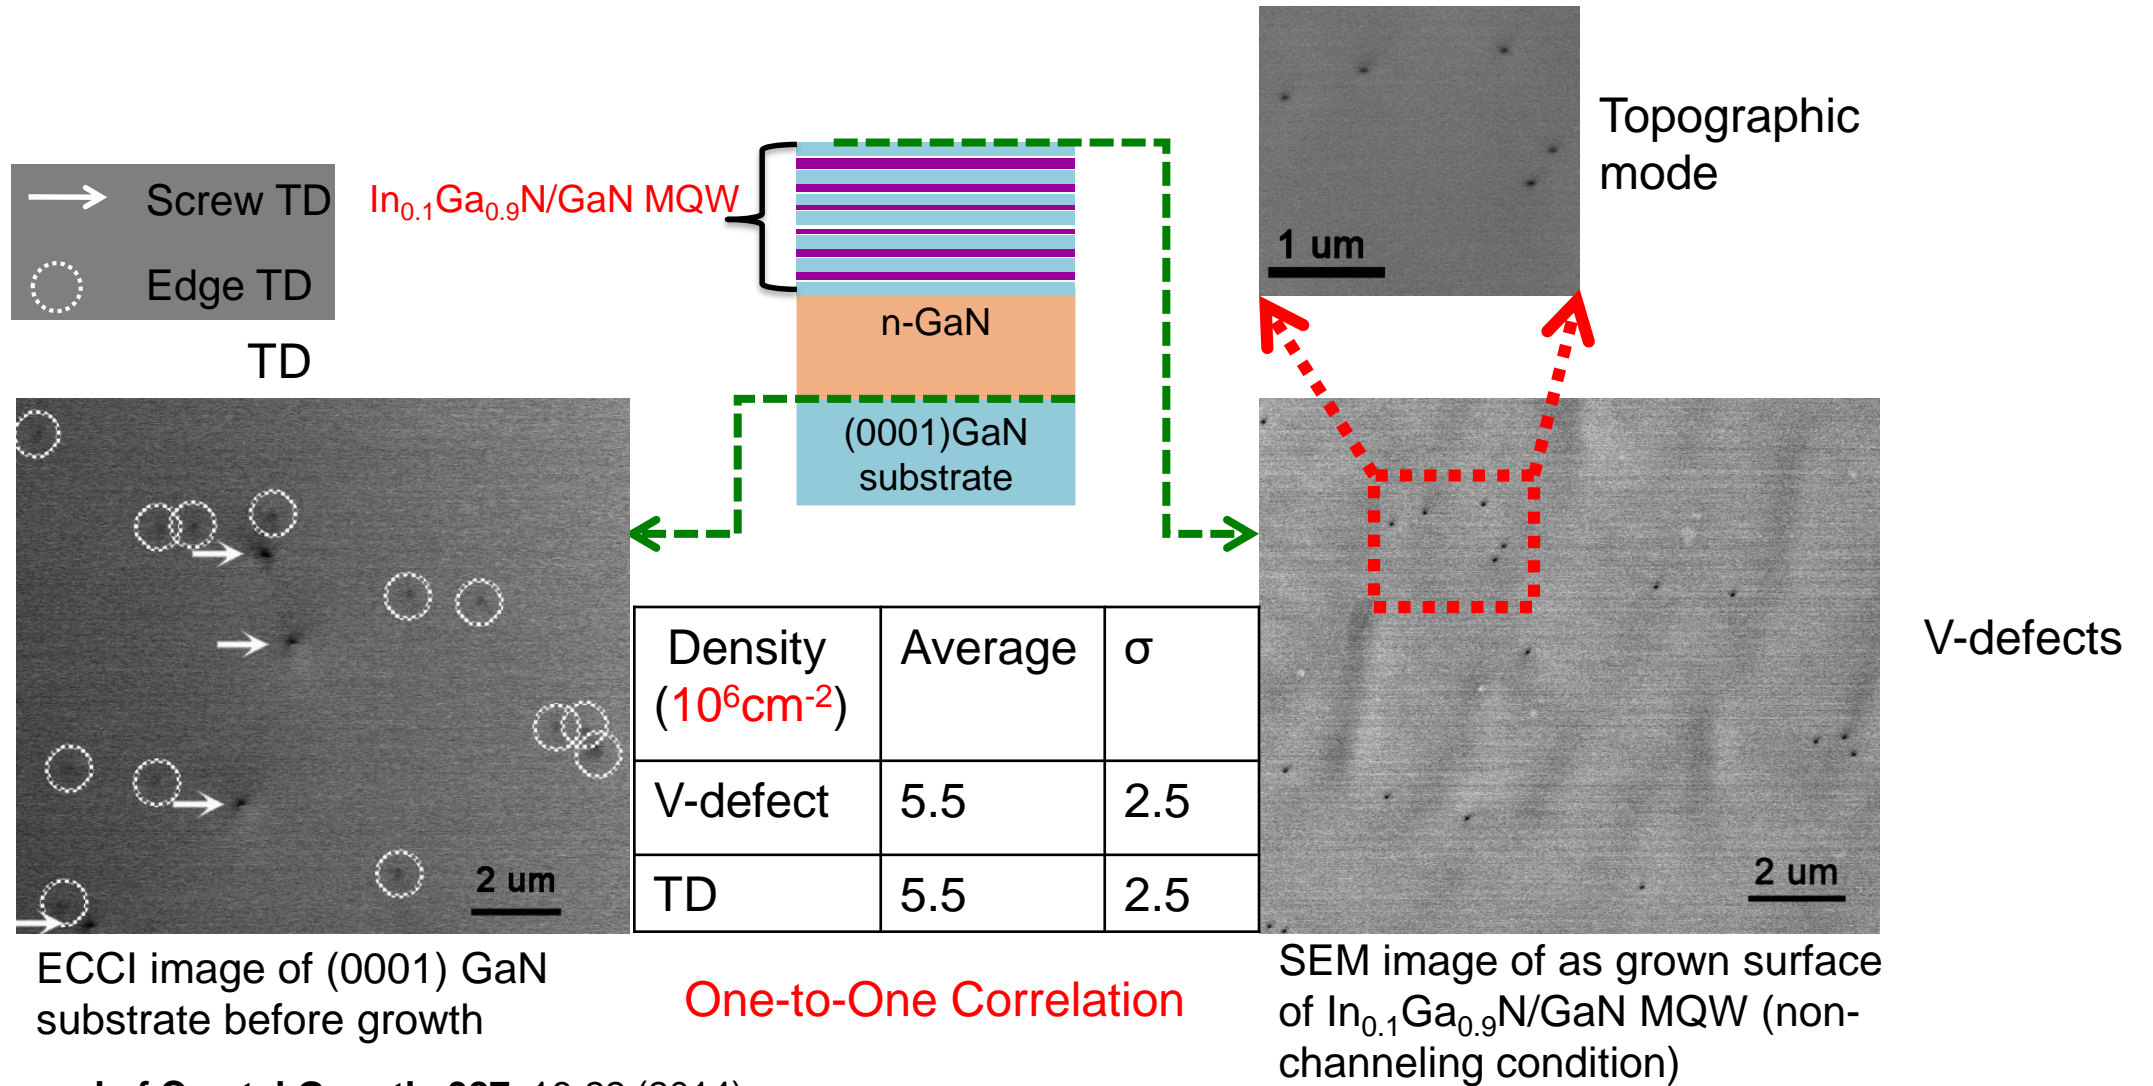 Screw TD
Edge TD
TD
In0.1Ga0.9N/GaN MQW
n-GaN
(0001)GaN
substrate
1 um
Topographic
mode
2 um
Density
(10⁶cm⁻²)
Average
σ
V-defect
5.5
2.5
TD
5.5
2.5
2 um
V-defects
ECCI image of (0001) GaN
substrate before growth
One-to-One Correlation
SEM image of as grown surface
of In0.1Ga0.9N/GaN MQW (non-
channeling condition)